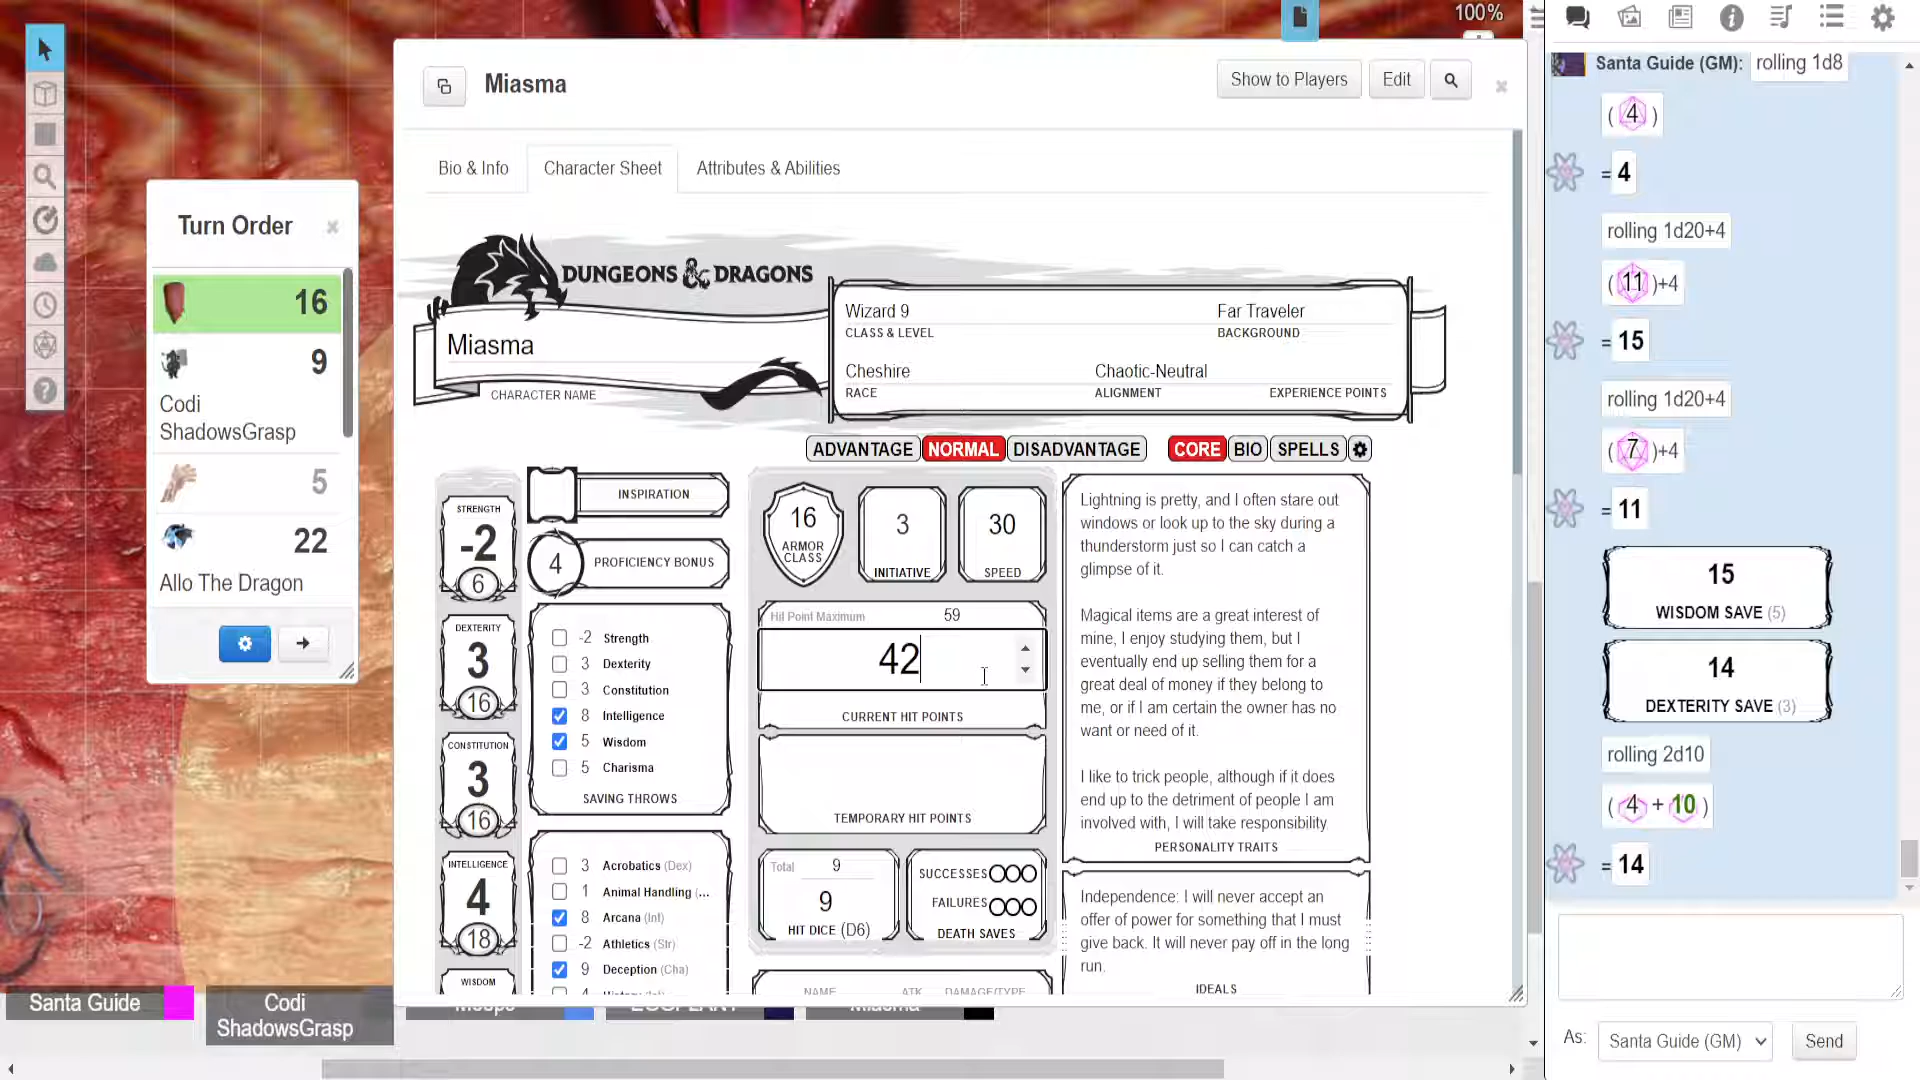 100%
Miasma
Show to Players
Edit
Bio & Info
Character Sheet
Attributes & Abilities
Turn Order
16
9
Codi
ShadowsGrasp
5
22
Allo The Dragon
DUNGEONS & DRAGONS
Miasma
CHARACTER NAME
Wizard 9
CLASS & LEVEL
Far Traveler
BACKGROUND
Cheshire
RACE
Chaotic-Neutral
ALIGNMENT
EXPERIENCE POINTS
ADVANTAGE NORMAL DISADVANTAGE
CORE BIO SPELLS
STRENGTH
-2
6
DEXTERITY
3
16
CONSTITUTION
3
16
INTELLIGENCE
4
18
WISDOM
INSPIRATION
4 PROFICIENCY BONUS
-2 Strength
3 Dexterity
3 Constitution
8 Intelligence
5 Wisdom
5 Charisma
SAVING THROWS
3 Acrobatics (Dex)
1 Animal Handling (...
8 Arcana (Int)
-2 Athletics (Str)
9 Deception (Cha)
16
ARMOR
CLASS
3
INITIATIVE
30
SPEED
Hit Point Maximum 59
42
CURRENT HIT POINTS
TEMPORARY HIT POINTS
Total 9
9
HIT DICE (D6)
SUCCESSES
FAILURES
DEATH SAVES
NAME ATK DAMAGE/TYPE
Lightning is pretty, and I often stare out
windows or look up to the sky during a
thunderstorm just so I can catch a
glimpse of it.
Magical items are a great interest of
mine, I enjoy studying them, but I
eventually end up selling them for a
great deal of money if they belong to
me, or if I am certain the owner has no
want or need of it.
I like to trick people, although if it does
end up to the detriment of people I am
involved with, I will take responsibility
PERSONALITY TRAITS
Independence: I will never accept an
offer of power for something that I must
give back. It will never pay off in the long
run.
IDEALS
Santa Guide
Codi
ShadowsGrasp
Miasma
Santa Guide (GM): rolling 1d8
(4)
=4
rolling 1d20+4
(11)+4
=15
rolling 1d20+4
(7)+4
=11
15
WISDOM SAVE (5)
14
DEXTERITY SAVE (3)
rolling 2d10
(4+10)
=14
As: Santa Guide (GM) Send